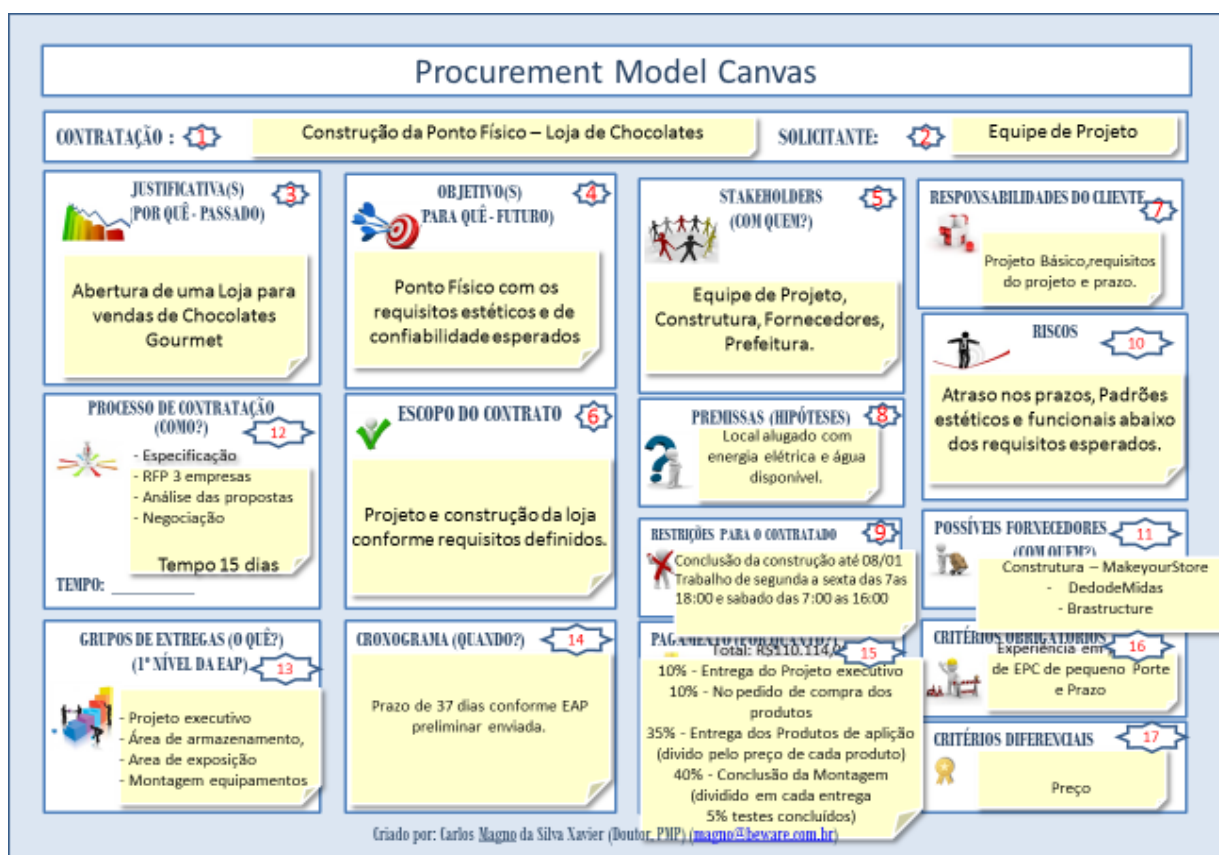 Procurement Model Canvas
CONTRATAÇÃO :
1
Construção da Ponto Físico – Loja de Chocolates
SOLICITANTE:
2
Equipe de Projeto
JUSTIFICATIVA(S)
(POR QUÊ - PASSADO)
3
Abertura de uma Loja para
vendas de Chocolates
Gourmet
OBJETIVO(S)
(PARA QUÊ - FUTURO)
4
Ponto Físico com os
requisitos estéticos e de
confiabilidade esperados
STAKEHOLDERS
(COM QUEM?)
5
Equipe de Projeto,
Construtura, Fornecedores,
Prefeitura.
RESPONSABILIDADES DO CLIENTE
7
Projeto Básico,requisitos
do projeto e prazo.
RISCOS
10
Atraso nos prazos, Padrões
estéticos e funcionais abaixo
dos requisitos esperados.
PROCESSO DE CONTRATAÇÃO
(COMO?)
12
- Especificação
- RFP 3 empresas
- Análise das propostas
- Negociação
Tempo 15 dias
TEMPO: ___________
ESCOPO DO CONTRATO
6
Projeto e construção da loja
conforme requisitos definidos.
PREMISSAS (HIPÓTESES)
8
Local alugado com
energia elétrica e água
disponível.
RESTRIÇÕES PARA O CONTRATADO
9
Conclusão da construção até 08/01
Trabalho de segunda a sexta das 7as
18:00 e sabado das 7:00 as 16:00
POSSÍVEIS FORNECEDORES
(COM QUEM?)
11
Construtura – MakeyourStore
- DedodeMidas
- Brastructure
GRUPOS DE ENTREGAS (O QUÊ?)
(1º NÍVEL DA EAP)
13
- Projeto executivo
- Área de armazenamento,
- Area de exposição
- Montagem equipamentos
CRONOGRAMA (QUANDO?)
14
Prazo de 37 dias conforme EAP
preliminar enviada.
PAGAMENTO (POR QUANTO?)
15
Total: R$110.114,
10% - Entrega do Projeto executivo
10% - No pedido de compra dos
produtos
35% - Entrega dos Produtos de aplição
(divido pelo preço de cada produto)
40% - Conclusão da Montagem
(dividido em cada entrega
5% testes concluídos)
CRITÉRIOS OBRIGATÓRIOS
16
Experiência em
de EPC de pequeno Porte
e Prazo
CRITÉRIOS DIFERENCIAIS
17
Preço
Criado por: Carlos Magno da Silva Xavier (Doutor, PMP) (magno@beware.com.br)